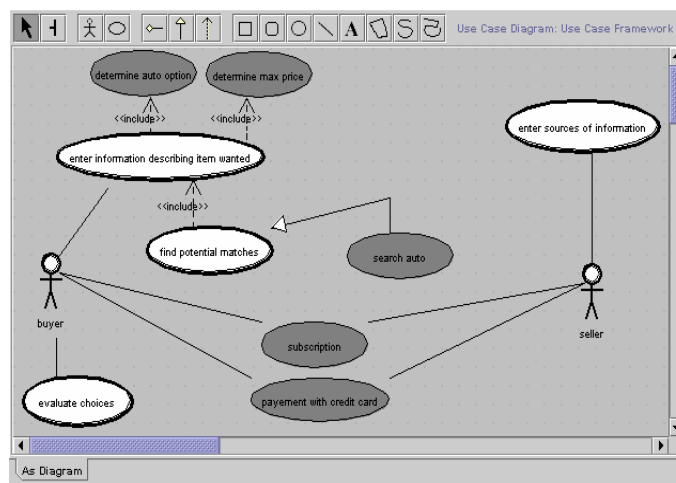 A
Use Case Diagram: Use Case Framework
determine auto option
determine max price
<<include>>
<<include>>
enter sources of information
enter information describing item wanted
<<include>>
find potential matches
search auto
buyer
seller
subscription
evaluate choices
payement with credit card
As Diagram